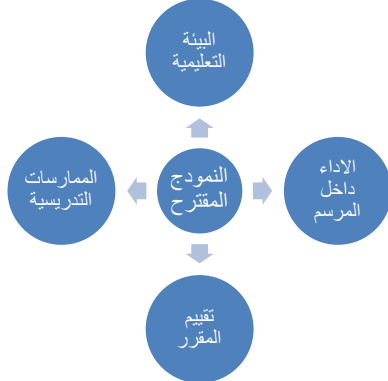 البيئة
التعليمية
الاداء
داخل
المرسم
النموذج
المقترح
الممارسات
التدريسية
تقييم
المقرر